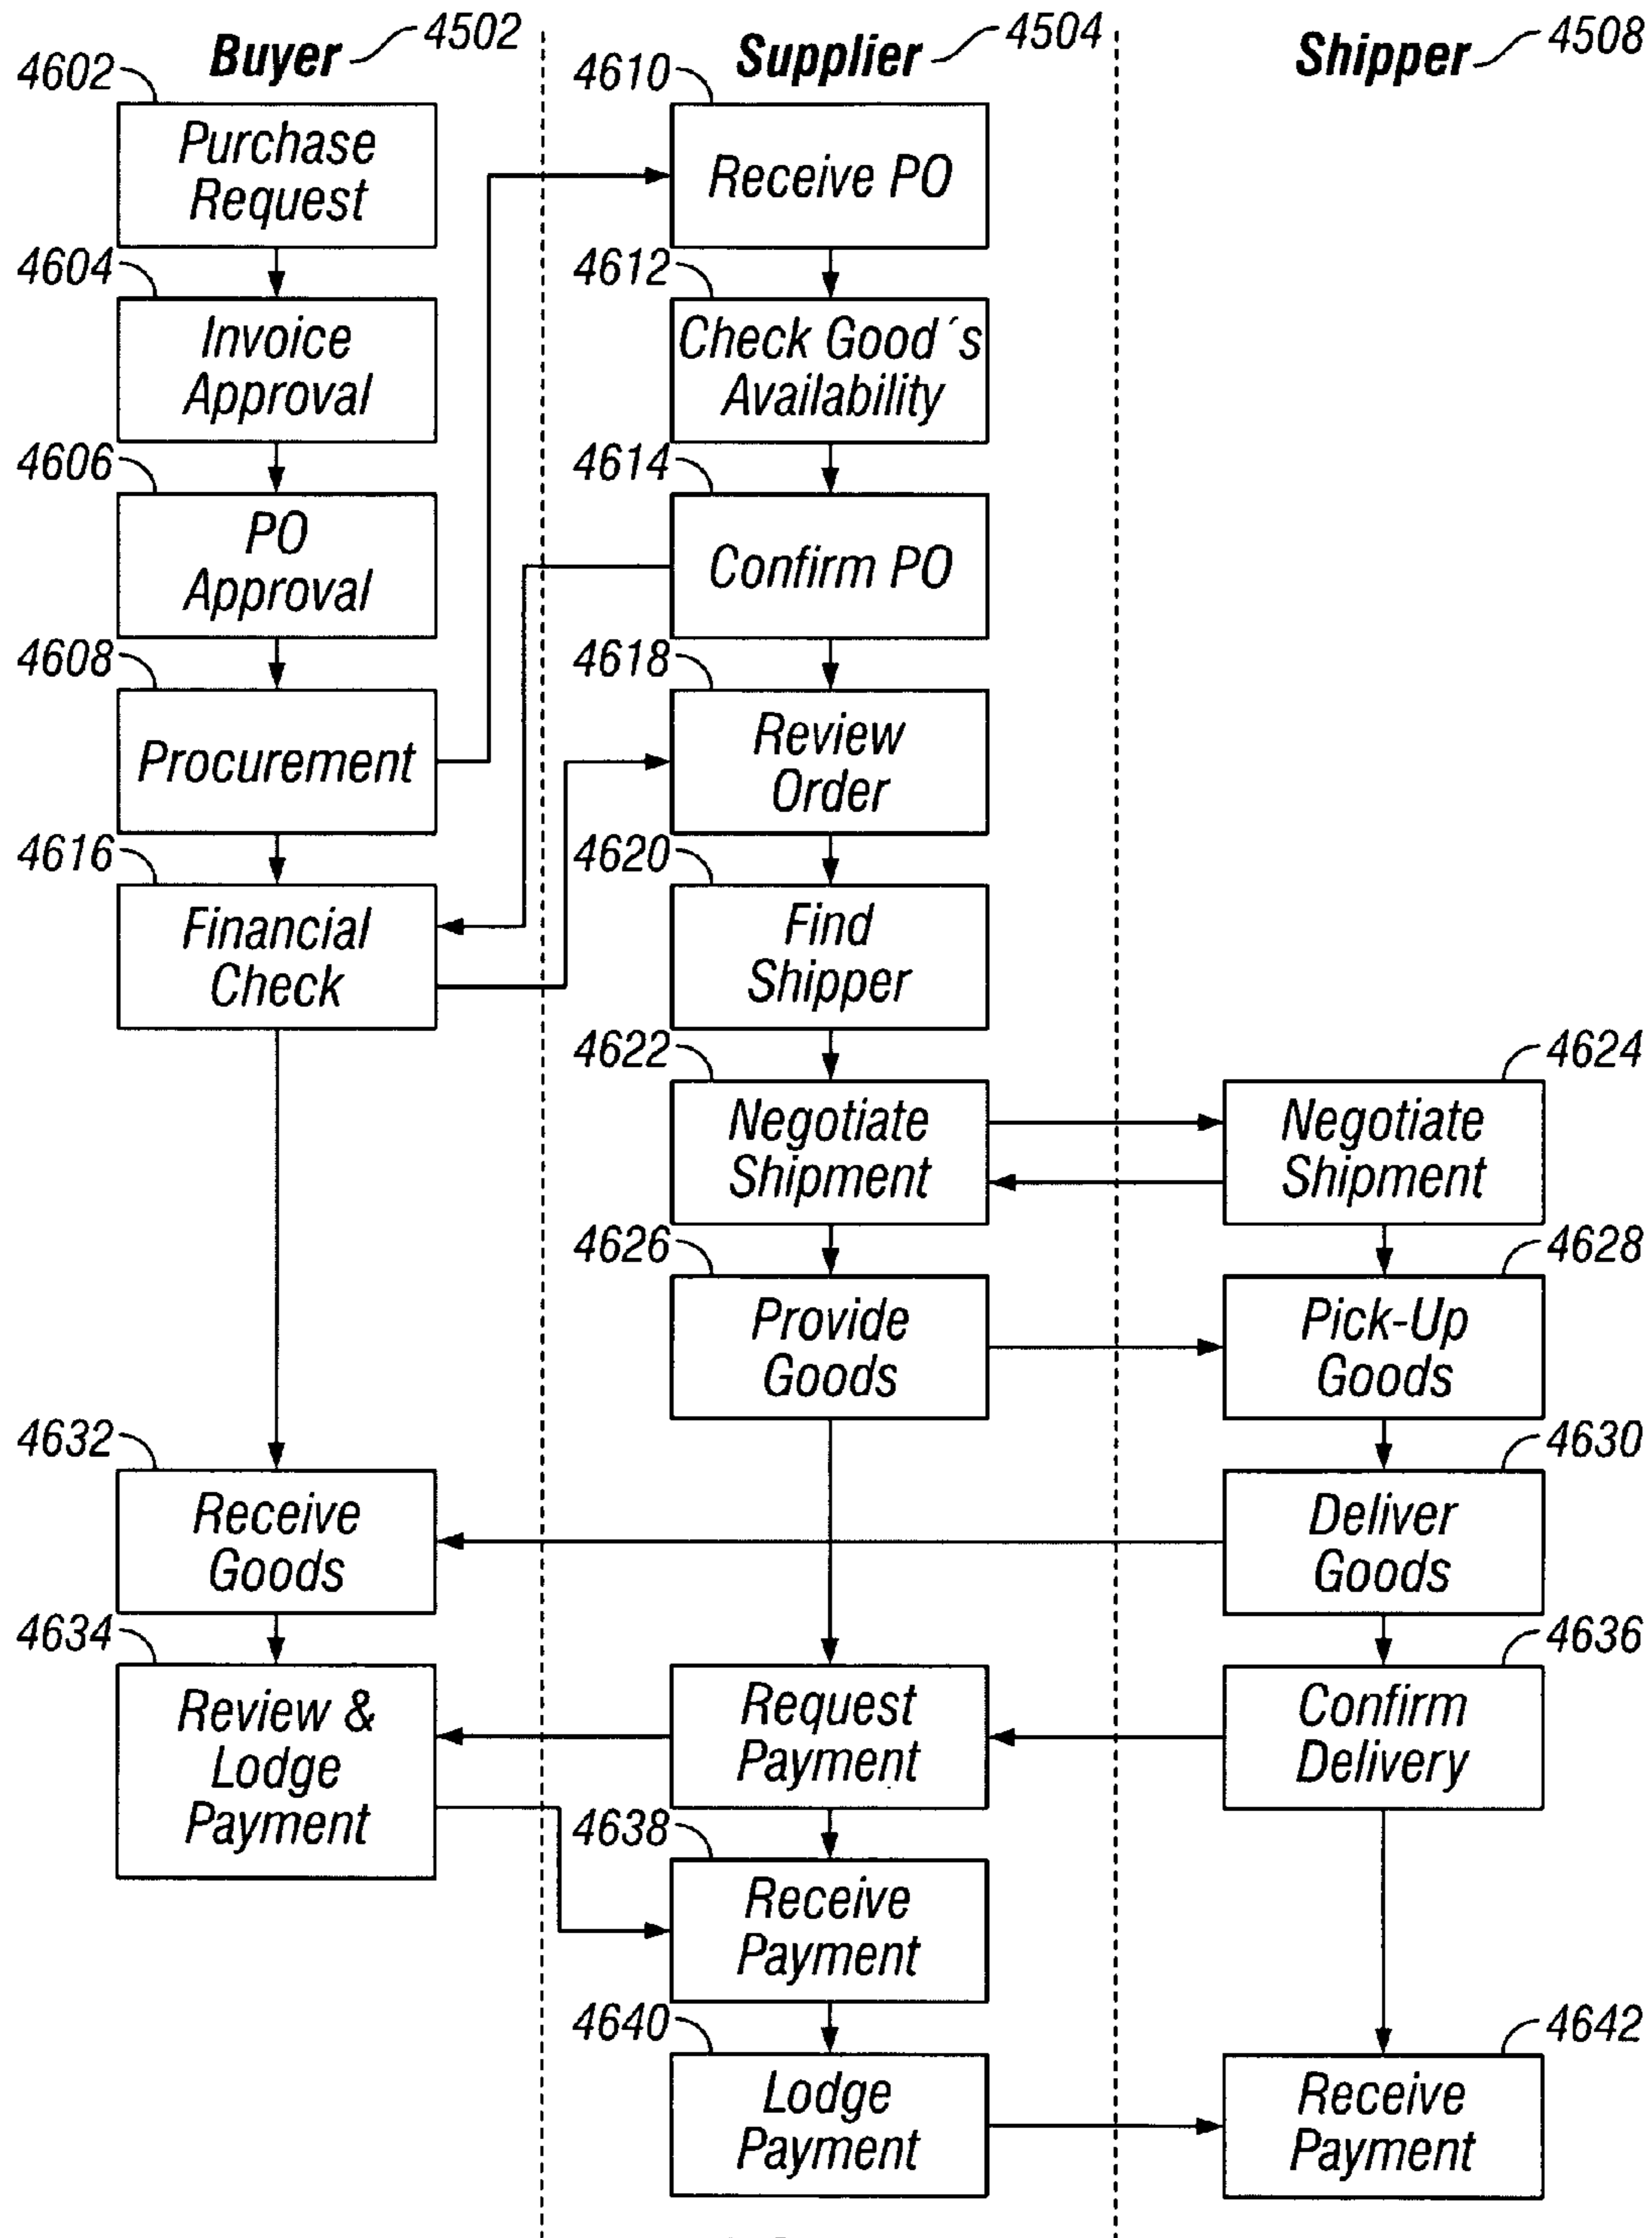 Buyer 4502
4602
Purchase
Request
4604
Invoice
Approval
4606
PO
Approval
4608
Procurement
4616
Financial
Check
4632
Receive
Goods
4634
Review &
Lodge
Payment
Supplier 4504
4610
Receive PO
4612
Check Good´s
Availability
4614
Confirm PO
4618
Review
Order
4620
Find
Shipper
4622
Negotiate
Shipment
4626
Provide
Goods
Request
Payment
4638
Receive
Payment
4640
Lodge
Payment
Shipper 4508
4624
Negotiate
Shipment
4628
Pick-Up
Goods
4630
Deliver
Goods
4636
Confirm
Delivery
4642
Receive
Payment